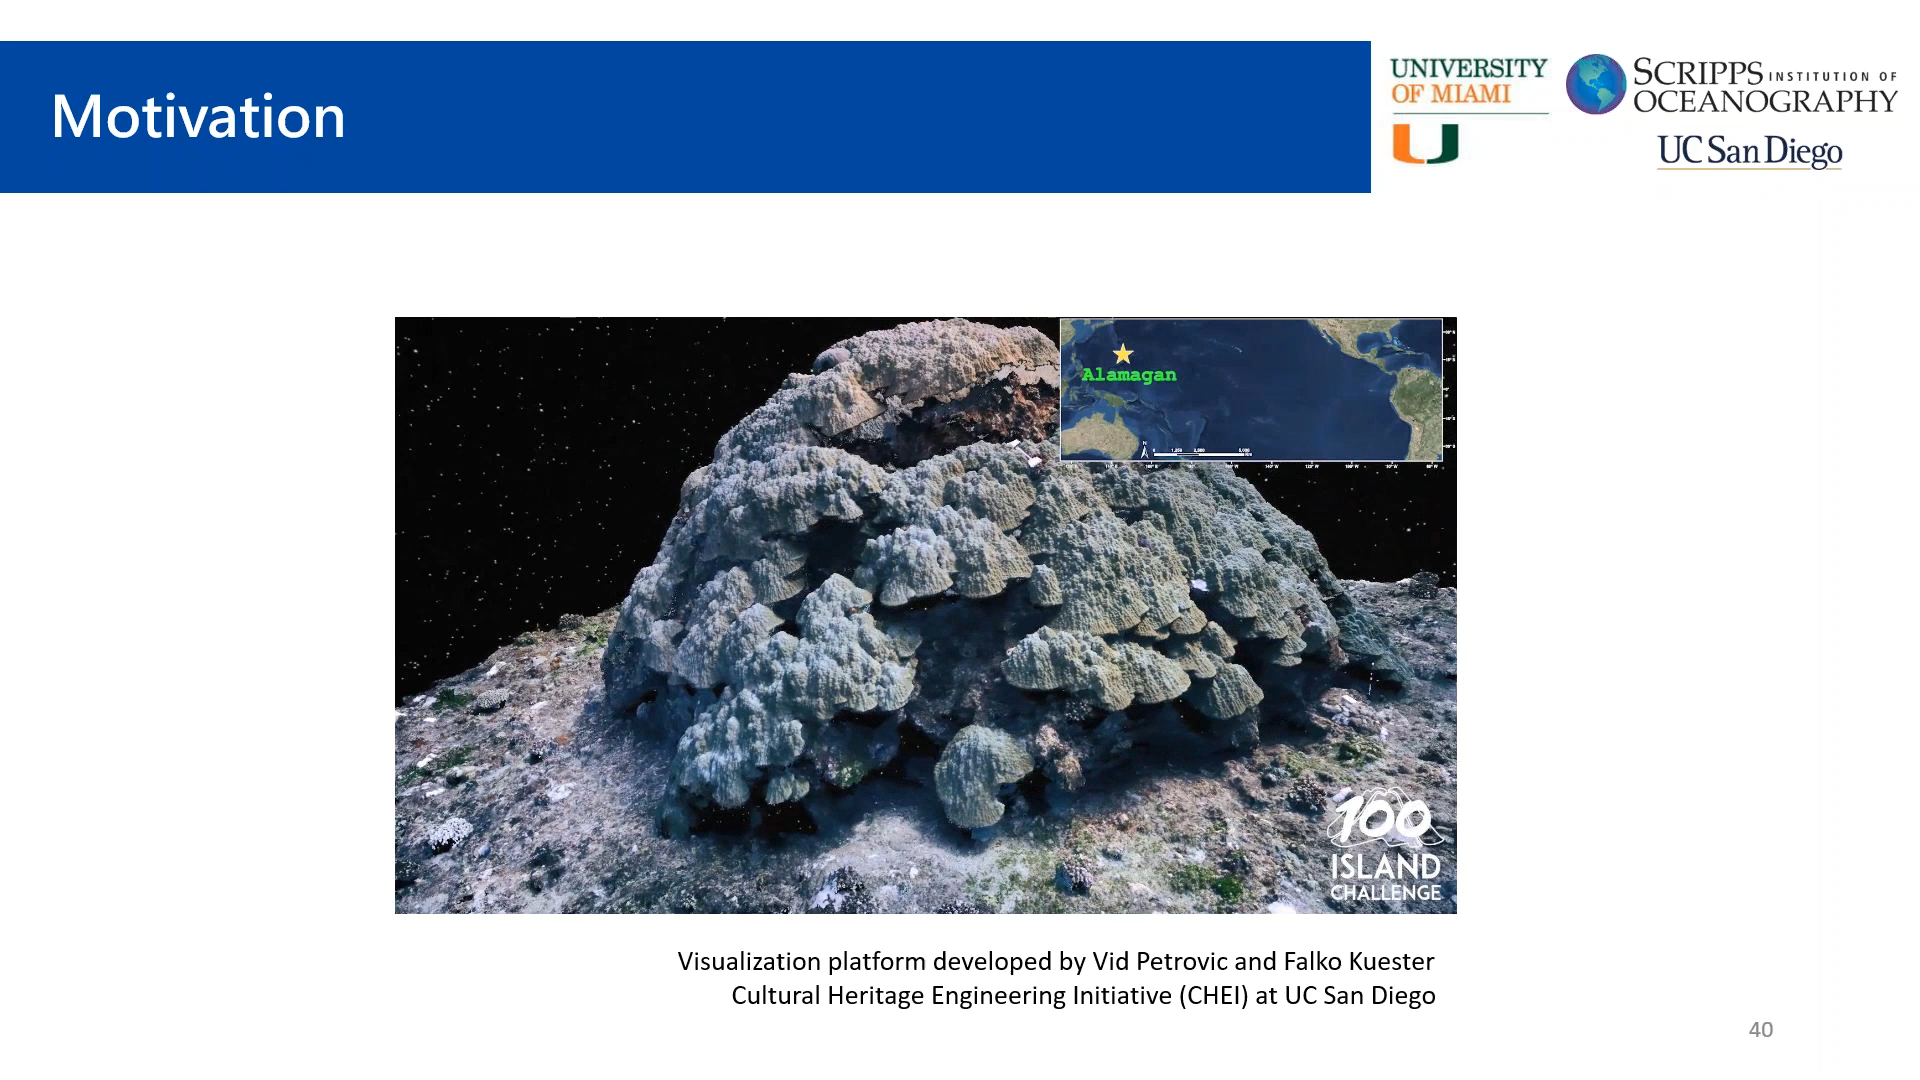 Motivation
UNIVERSITY
OF MIAMI
SCRIPPS INSTITUTION OF
OCEANOGRAPHY
UC San Diego
Alamagan
N
100
ISLAND
CHALLENGE
Visualization platform developed by Vid Petrovic and Falko Kuester
Cultural Heritage Engineering Initiative (CHEI) at UC San Diego
40